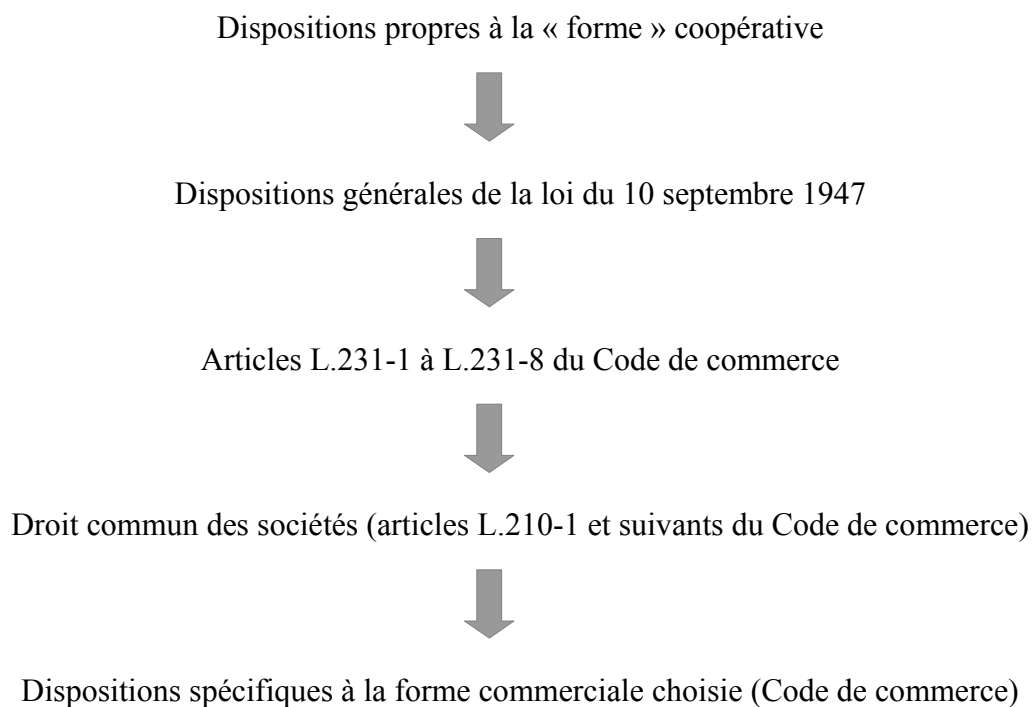 Dispositions propres à la « forme » coopérative
Dispositions générales de la loi du 10 septembre 1947
Articles L.231-1 à L.231-8 du Code de commerce
Droit commun des sociétés (articles L.210-1 et suivants du Code de commerce)
Dispositions spécifiques à la forme commerciale choisie (Code de commerce)